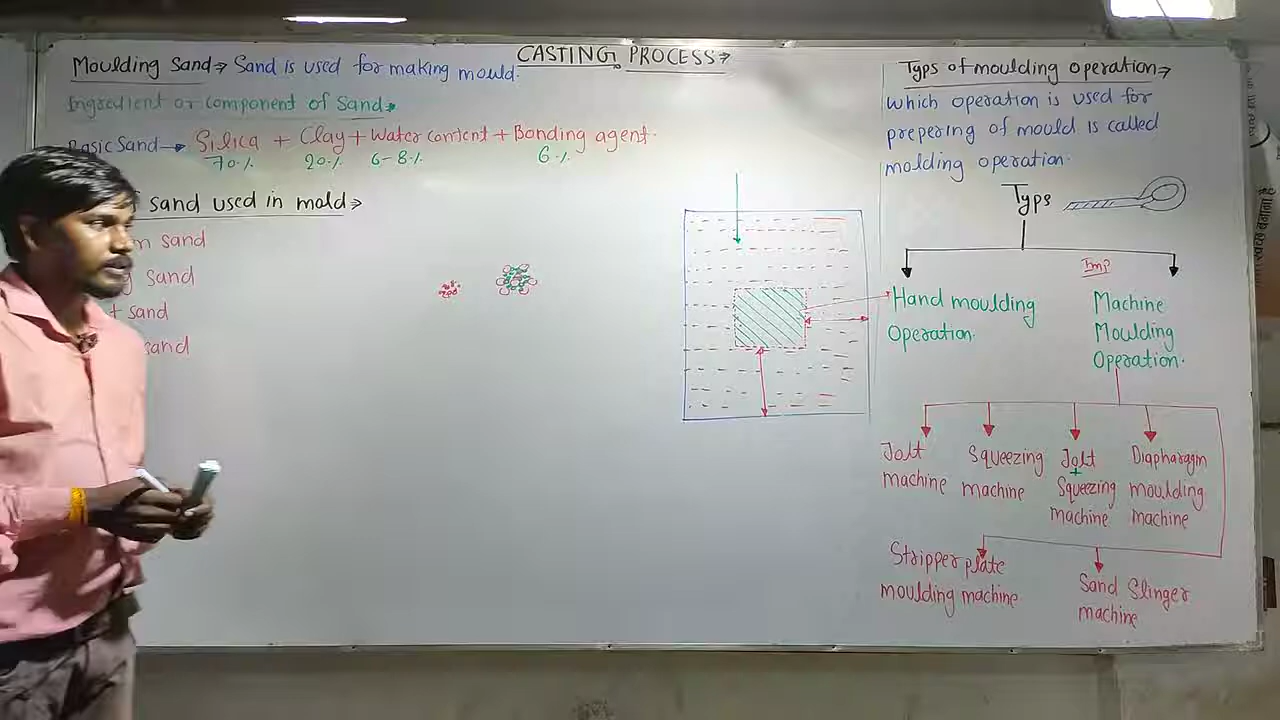 CASTING PROCESS→
Moulding Sand→ Sand is used for making mould.
Ingredient or component of Sand→
Basic Sand→ Silica + Clay + Water content + Bonding agent.
70% 20% 6-8% 6%
sand used in mold→
sand
sand
sand
sand
Typs of moulding operation→
Which operation is used for
prepering of mould is called
molding operation.
Typs
Imp
Hand moulding
Operation.
Machine
Moulding
Operation.
Jolt
machine
Squeezing
machine
Jolt
+
Squeezing
machine
Diapharagm
moulding
machine
Stripper plate
moulding machine
Sand Slinger
machine